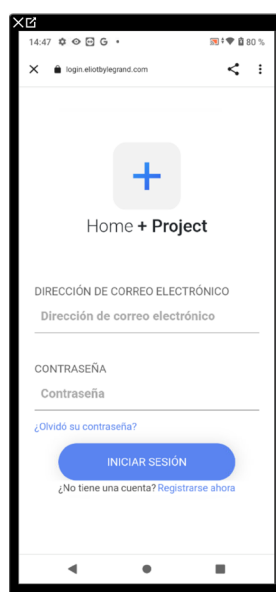 14:47 G • 80 %
login.eliotbylegrand.com
Home + Project
DIRECCIÓN DE CORREO ELECTRÓNICO
Dirección de correo electrónico
CONTRASEÑA
Contraseña
¿Olvidó su contraseña?
INICIAR SESIÓN
¿No tiene una cuenta? Registrarse ahora